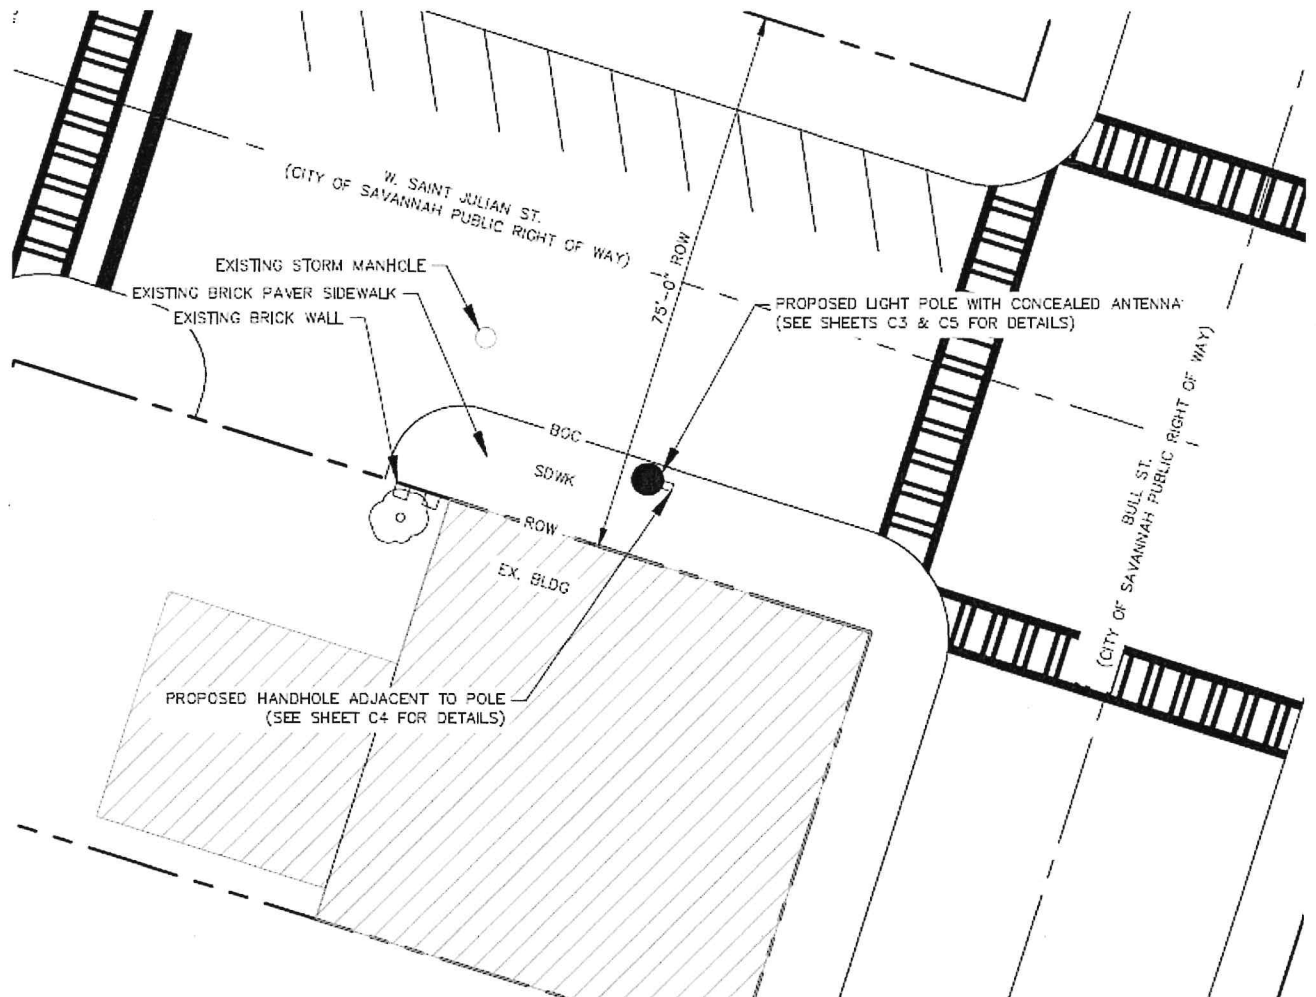 W. SAINT JULIAN ST.
(CITY OF SAVANNAH PUBLIC RIGHT OF WAY)
EXISTING STORM MANHOLE
EXISTING BRICK PAVER SIDEWALK
EXISTING BRICK WALL
75'-0" ROW
PROPOSED LIGHT POLE WITH CONCEALED ANTENNA
(SEE SHEETS C3 & C5 FOR DETAILS)
BOC
SDWK
ROW
EX. BLDG
BULL ST.
(CITY OF SAVANNAH PUBLIC RIGHT OF WAY)
PROPOSED HANDHOLE ADJACENT TO POLE
(SEE SHEET C4 FOR DETAILS)